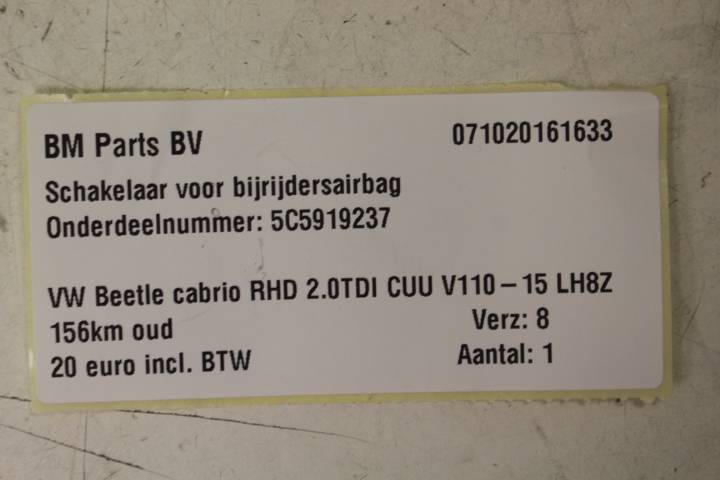 BM Parts BV 071020161633
Schakelaar voor bijrijdersairbag
Onderdeelnummer: 5C5919237
VW Beetle cabrio RHD 2.0TDI CUU V110-15 LH8Z
156km oud Verz: 8
20 euro incl. BTW Aantal: 1